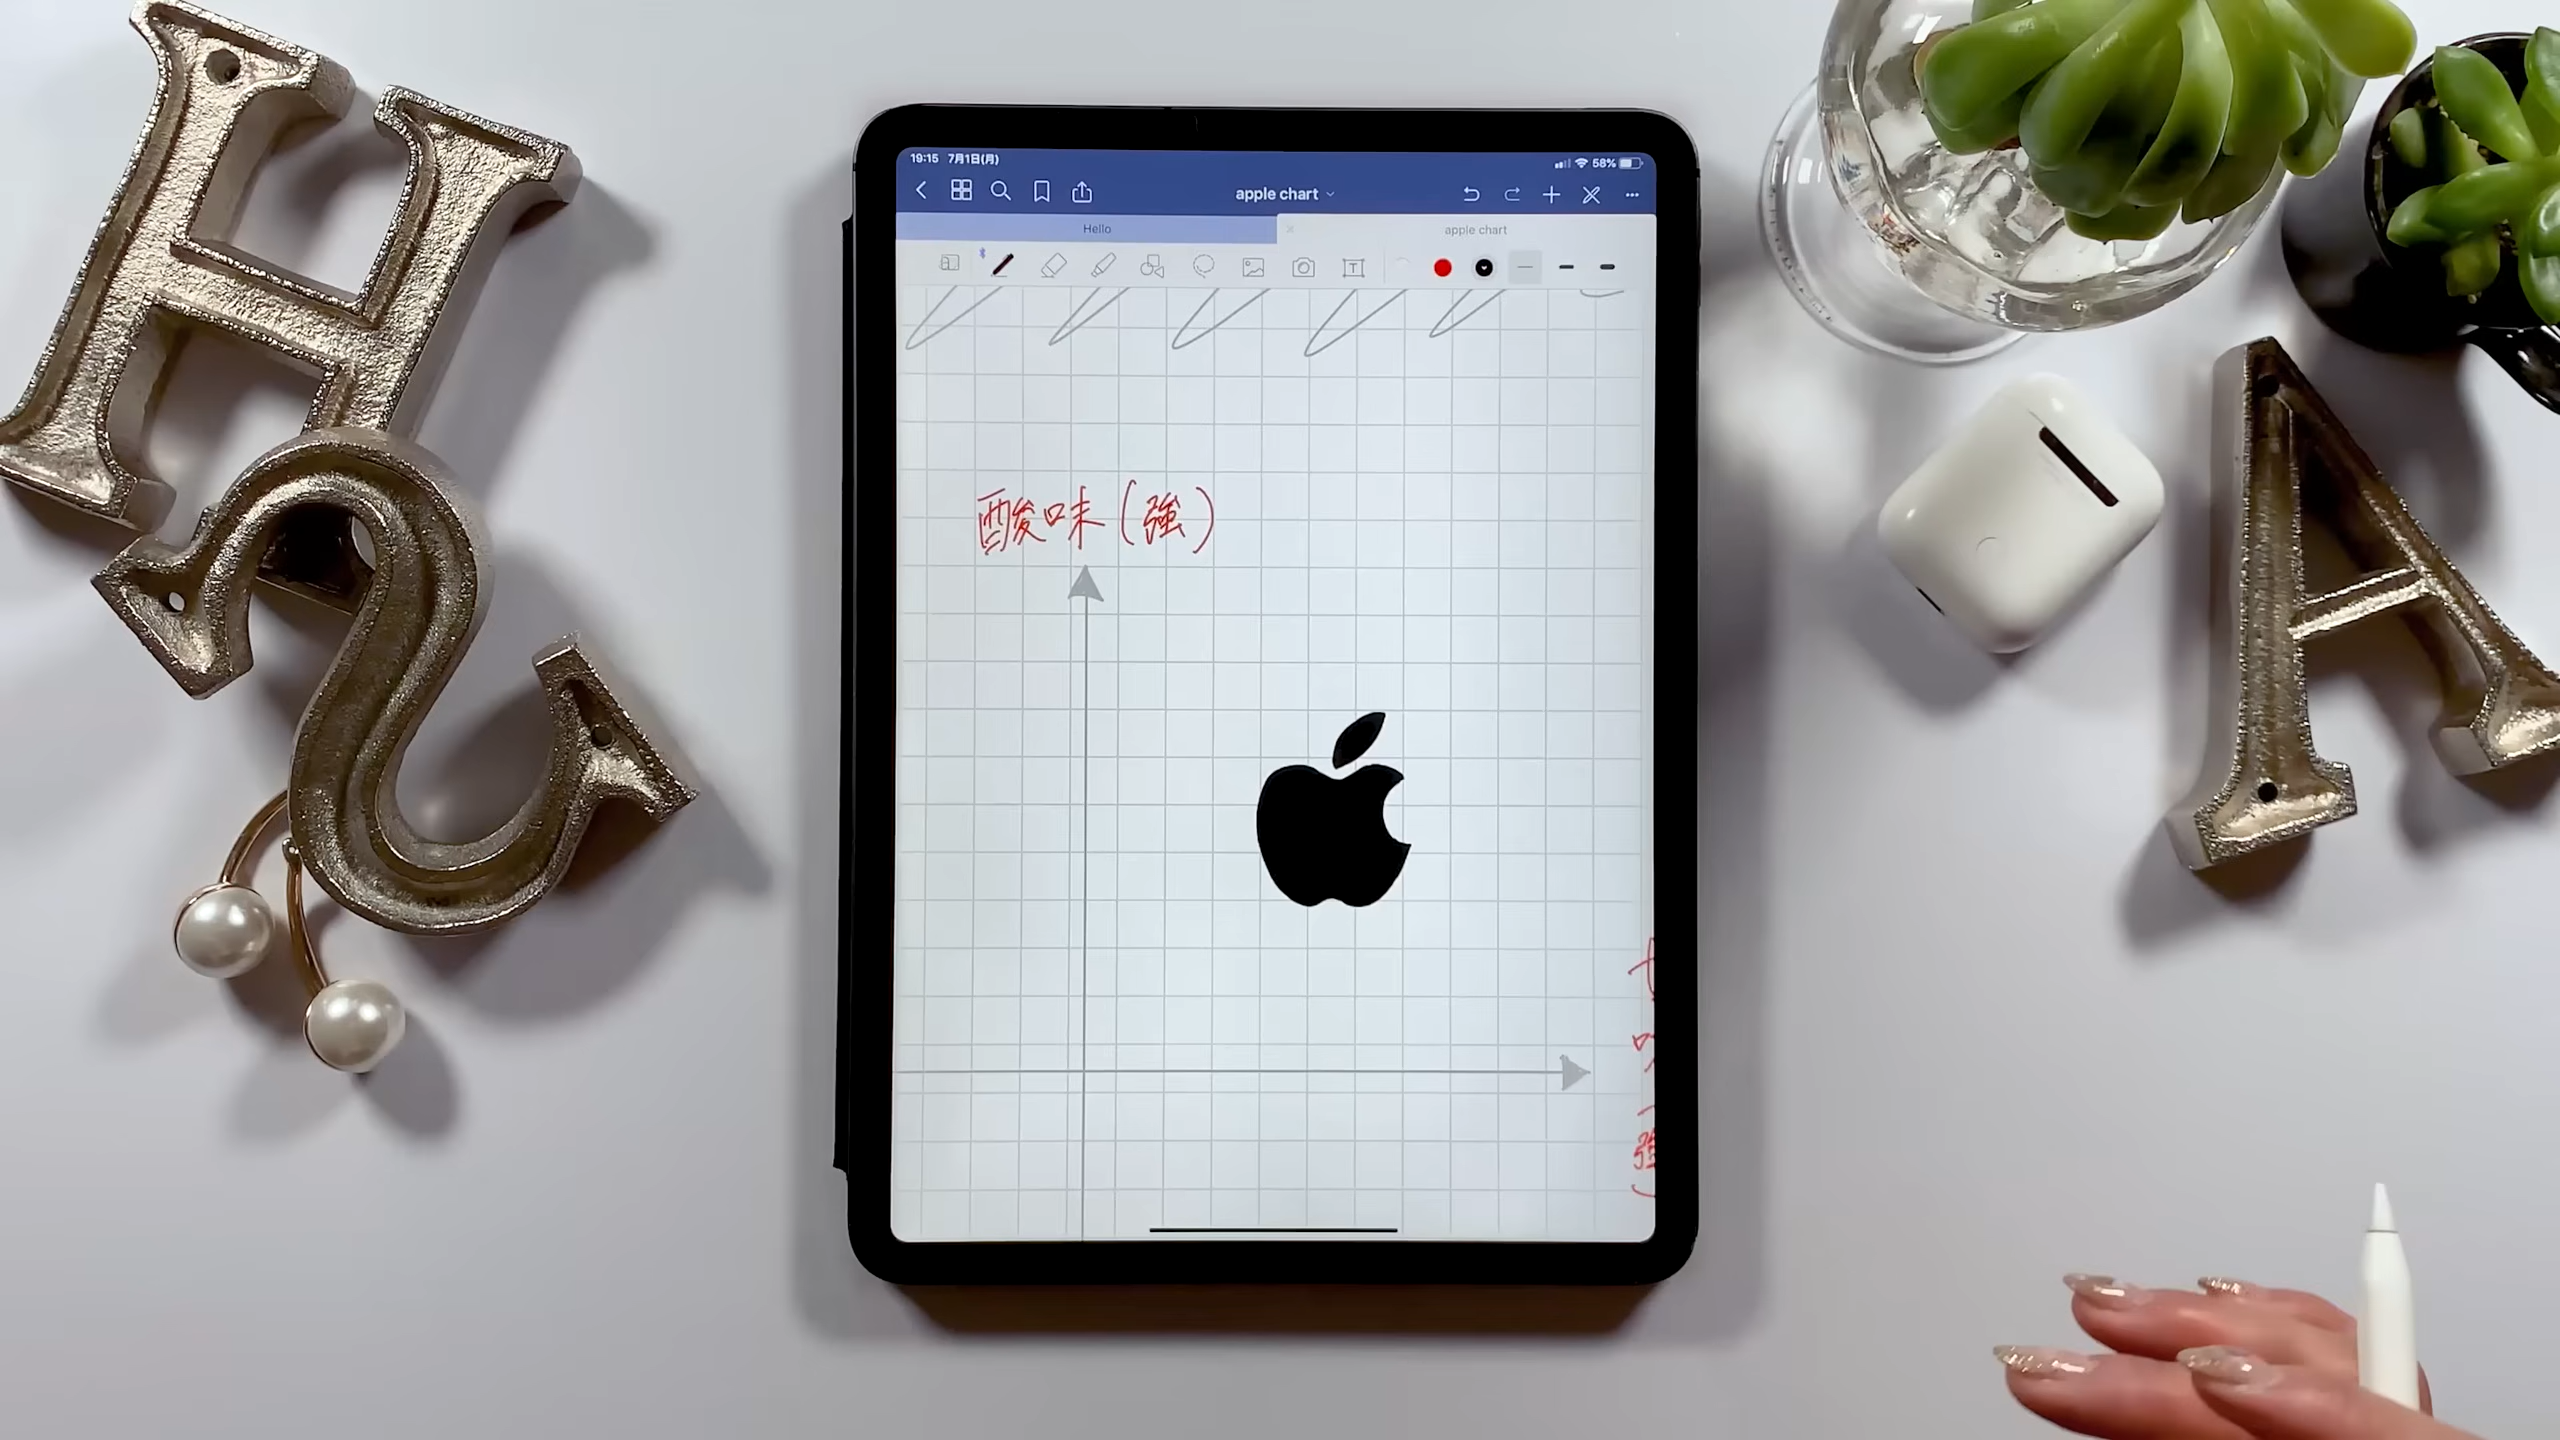 19:15 7月1日(月)
58%
apple chart
Hello
apple chart
酸味(強)
H
S
A